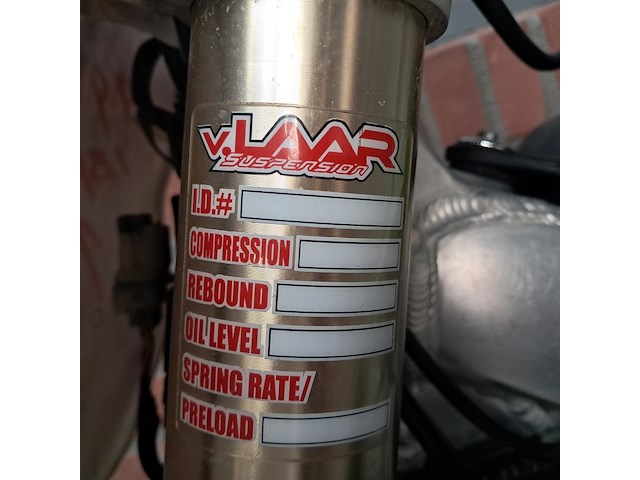 v.LAAR
SUSPENSION
I.D.#
COMPRESSION
REBOUND
OIL LEVEL
SPRING RATE/
PRELOAD